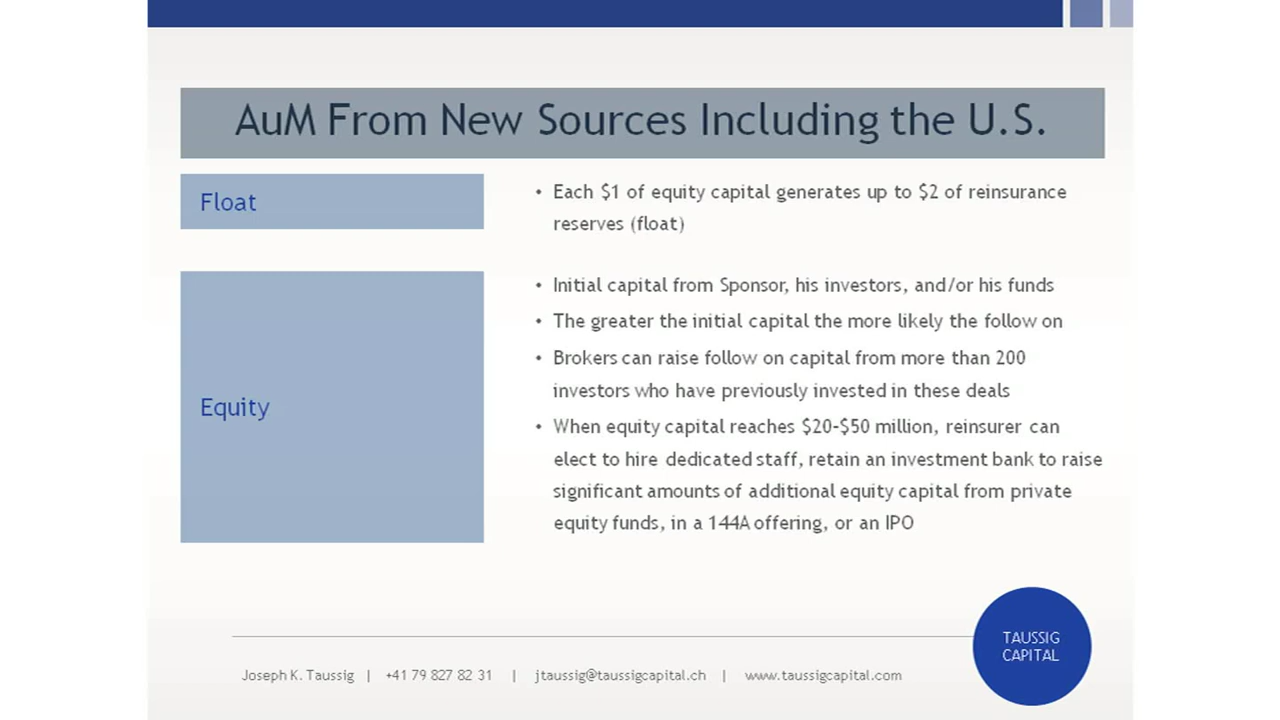 AuM From New Sources Including the U.S.
Float
• Each $1 of equity capital generates up to $2 of reinsurance
reserves (float)
Equity
• Initial capital from Sponsor, his investors, and/or his funds
• The greater the initial capital the more likely the follow on
• Brokers can raise follow on capital from more than 200
investors who have previously invested in these deals
• When equity capital reaches $20-$50 million, reinsurer can
elect to hire dedicated staff, retain an investment bank to raise
significant amounts of additional equity capital from private
equity funds, in a 144A offering, or an IPO
TAUSSIG
CAPITAL
Joseph K. Taussig | +41 79 827 82 31 | jtaussig@taussigcapital.ch | www.taussigcapital.com